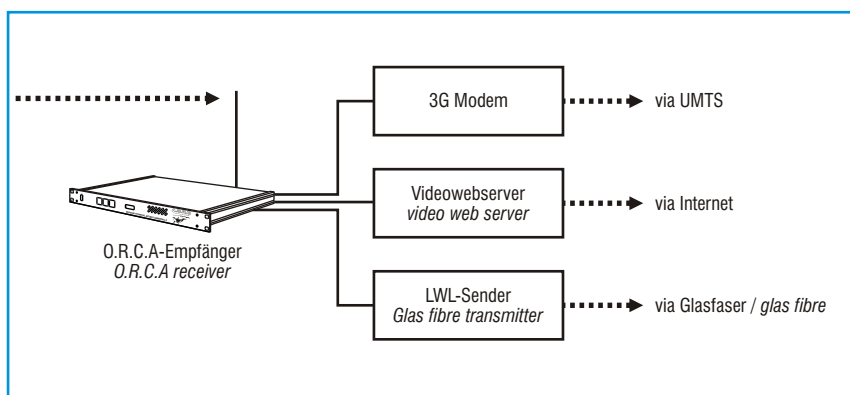 3G Modem
via UMTS
Videowebserver
video web server
via Internet
O.R.C.A-Empfänger
O.R.C.A receiver
LWL-Sender
Glas fibre transmitter
via Glasfaser / glas fibre